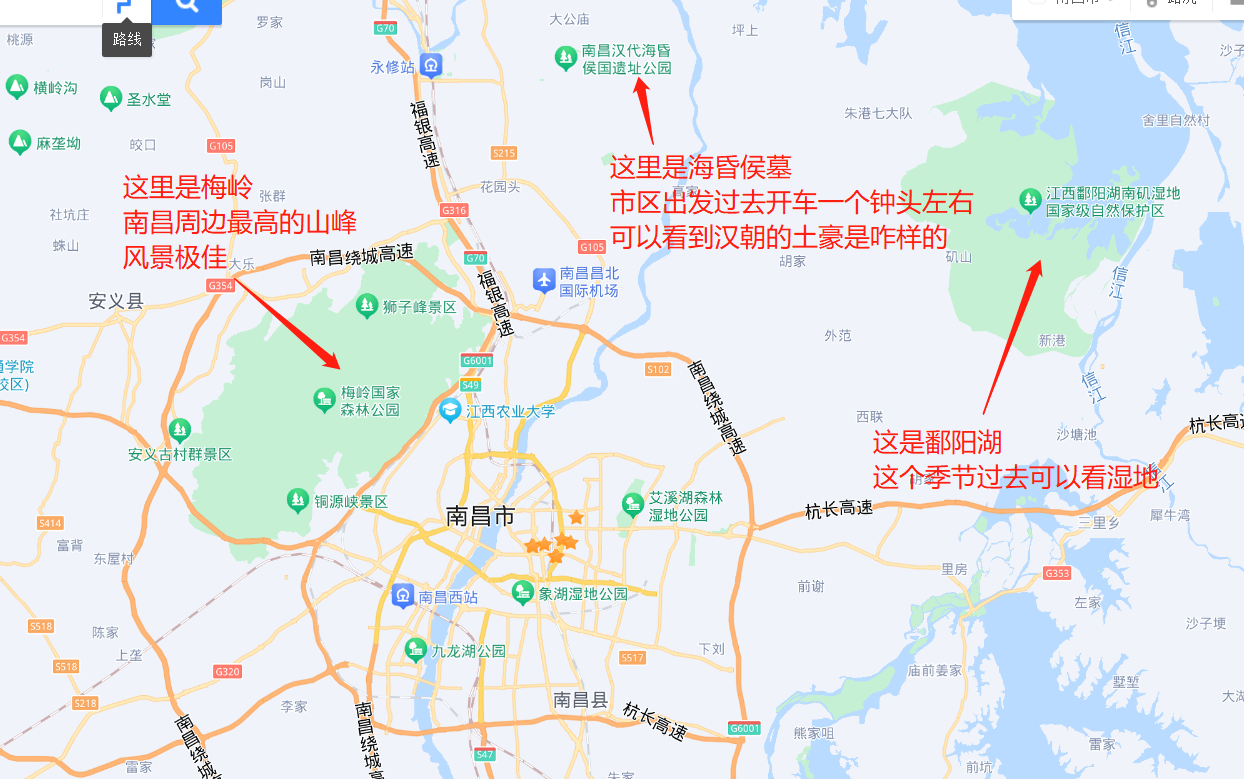 路线
桃源
罗家
G70
大公庙
坪上
信江
永修站
南昌汉代海昏
侯国遗址公园
横岭沟
岗山
圣水堂
福银高速
朱港七大队
舍里自然村
麻垄坳
皎口
G105
S215
这里是海昏侯墓
市区出发过去开车一个钟头左右
可以看到汉朝的土豪是咋样的
这里是梅岭
南昌周边最高的山峰
风景极佳
张群
花园头
江西鄱阳湖南矶湿地
国家级自然保护区
社坑庄
G316
蛛山
大乐
南昌绕城高速
G70
G105
胡家
矶山
G354
安义县
南昌昌北
国际机场
福银高速
信江
狮子峰景区
外范
新港
G354
G6001
S102
南昌绕城高速
S49
梅岭国家
森林公园
江西农业大学
信江
西联
沙塘池
安义古村群景区
这是鄱阳湖
这个季节过去可以看湿地
铜源峡景区
艾溪湖森林
湿地公园
杭长高速
南昌市
S414
富背
东屋村
三里乡
犀牛湾
里房
G353
前谢
南昌西站
象湖湿地公园
左家
S518
陈家
沙子埂
上垄
九龙湖公园
下刘
S517
S518
G320
庙前姜家
墅堑
S218
李家
南昌县
杭长高速
南昌绕城
南昌绕城高速
G6001
熊家咀
雷家
雷家
S47
前坑